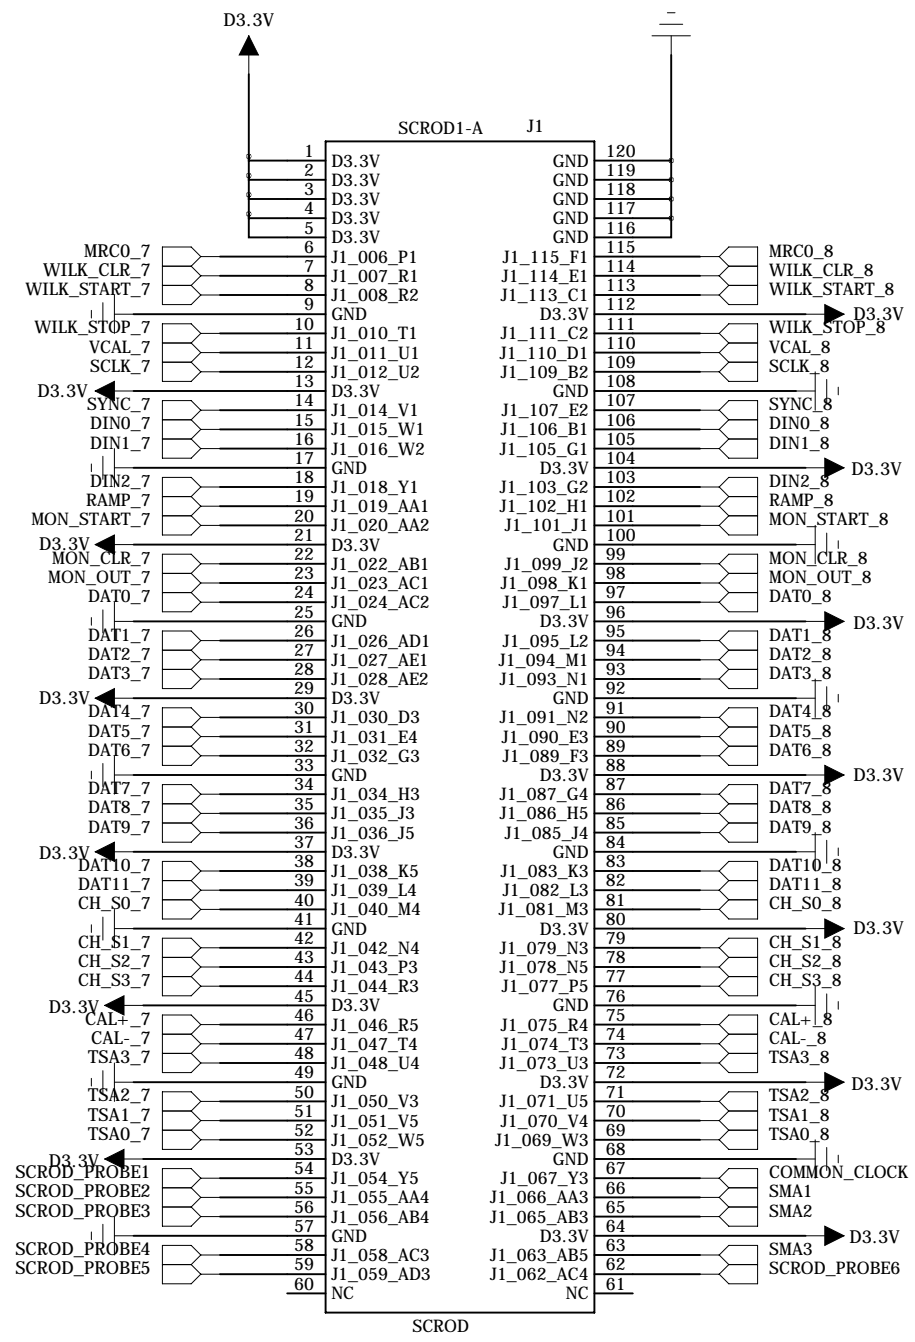 D3.3V
SCROD1-A J1
1 D3.3V GND 120
2 D3.3V GND 119
3 D3.3V GND 118
4 D3.3V GND 117
5 D3.3V GND 116
MRC0_7 6 J1_006_P1 J1_115_F1 115 MRC0_8
WILK_CLR_7 7 J1_007_R1 J1_114_E1 114 WILK_CLR_8
WILK_START_7 8 J1_008_R2 J1_113_C1 113 WILK_START_8
9 GND D3.3V 112 D3.3V
WILK_STOP_7 10 J1_010_T1 J1_111_C2 111 WILK_STOP_8
VCAL_7 11 J1_011_U1 J1_110_D1 110 VCAL_8
SCLK_7 12 J1_012_U2 J1_109_B2 109 SCLK_8
D3.3V 13 D3.3V GND 108
SYNC_7 14 J1_014_V1 J1_107_E2 107 SYNC_8
DIN0_7 15 J1_015_W1 J1_106_B1 106 DIN0_8
DIN1_7 16 J1_016_W2 J1_105_G1 105 DIN1_8
17 GND D3.3V 104 D3.3V
DIN2_7 18 J1_018_Y1 J1_103_G2 103 DIN2_8
RAMP_7 19 J1_019_AA1 J1_102_H1 102 RAMP_8
MON_START_7 20 J1_020_AA2 J1_101_J1 101 MON_START_8
D3.3V 21 D3.3V GND 100
MON_CLR_7 22 J1_022_AB1 J1_099_J2 99 MON_CLR_8
MON_OUT_7 23 J1_023_AC1 J1_098_K1 98 MON_OUT_8
DAT0_7 24 J1_024_AC2 J1_097_L1 97 DAT0_8
25 GND D3.3V 96 D3.3V
DAT1_7 26 J1_026_AD1 J1_095_L2 95 DAT1_8
DAT2_7 27 J1_027_AE1 J1_094_M1 94 DAT2_8
DAT3_7 28 J1_028_AE2 J1_093_N1 93 DAT3_8
D3.3V 29 D3.3V GND 92
DAT4_7 30 J1_030_D3 J1_091_N2 91 DAT4_8
DAT5_7 31 J1_031_E4 J1_090_E3 90 DAT5_8
DAT6_7 32 J1_032_G3 J1_089_F3 89 DAT6_8
33 GND D3.3V 88 D3.3V
DAT7_7 34 J1_034_H3 J1_087_G4 87 DAT7_8
DAT8_7 35 J1_035_J3 J1_086_H5 86 DAT8_8
DAT9_7 36 J1_036_J5 J1_085_J4 85 DAT9_8
D3.3V 37 D3.3V GND 84
DAT10_7 38 J1_038_K5 J1_083_K3 83 DAT10_8
DAT11_7 39 J1_039_L4 J1_082_L3 82 DAT11_8
CH_S0_7 40 J1_040_M4 J1_081_M3 81 CH_S0_8
41 GND D3.3V 80 D3.3V
CH_S1_7 42 J1_042_N4 J1_079_N3 79 CH_S1_8
CH_S2_7 43 J1_043_P3 J1_078_N5 78 CH_S2_8
CH_S3_7 44 J1_044_R3 J1_077_P5 77 CH_S3_8
D3.3V 45 D3.3V GND 76
CAL+_7 46 J1_046_R5 J1_075_R4 75 CAL+_8
CAL-_7 47 J1_047_T4 J1_074_T3 74 CAL-_8
TSA3_7 48 J1_048_U4 J1_073_U3 73 TSA3_8
49 GND D3.3V 72 D3.3V
TSA2_7 50 J1_050_V3 J1_071_U5 71 TSA2_8
TSA1_7 51 J1_051_V5 J1_070_V4 70 TSA1_8
TSA0_7 52 J1_052_W5 J1_069_W3 69 TSA0_8
D3.3V 53 D3.3V GND 68
SCROD_PROBE1 54 J1_054_Y5 J1_067_Y3 67 COMMON_CLOCK
SCROD_PROBE2 55 J1_055_AA4 J1_066_AA3 66 SMA1
SCROD_PROBE3 56 J1_056_AB4 J1_065_AB3 65 SMA2
57 GND D3.3V 64 D3.3V
SCROD_PROBE4 58 J1_058_AC3 J1_063_AB5 63 SMA3
SCROD_PROBE5 59 J1_059_AD3 J1_062_AC4 62 SCROD_PROBE6
60 NC NC 61
SCROD